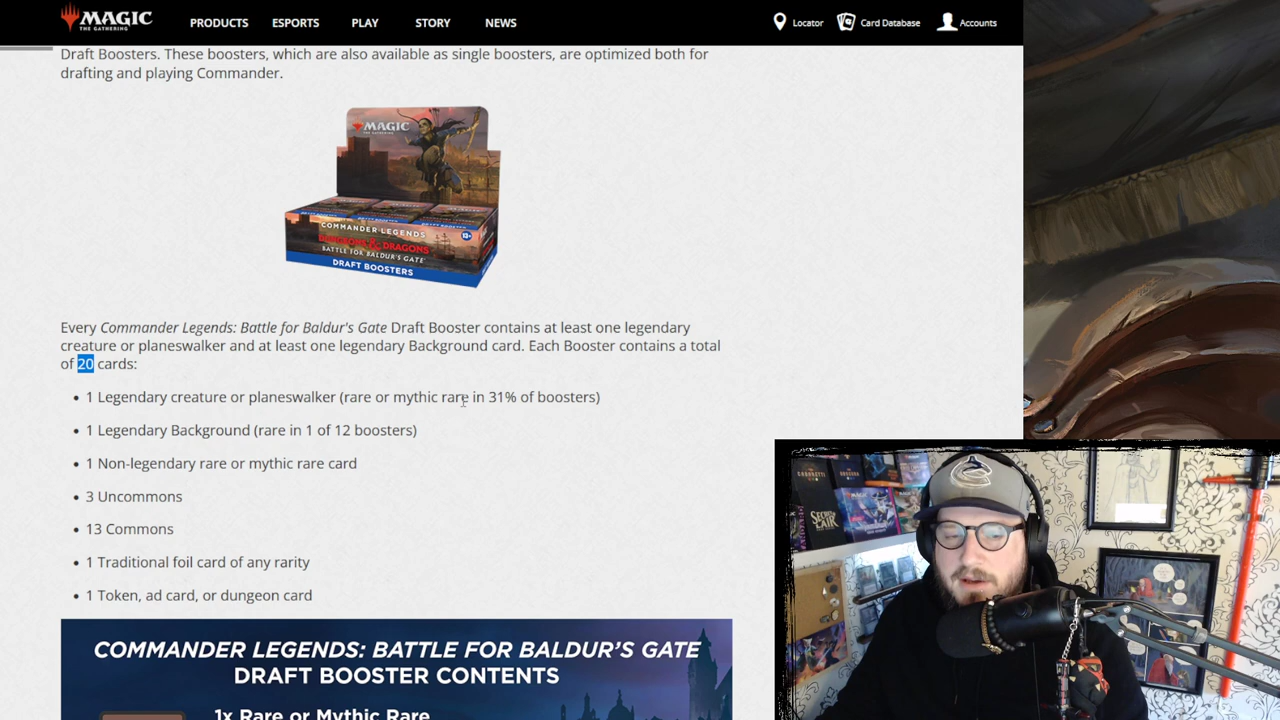 MAGIC
THE GATHERING
PRODUCTS ESPORTS PLAY STORY NEWS
Locator Card Database Accounts
Draft Boosters. These boosters, which are also available as single boosters, are optimized both for
drafting and playing Commander.
MAGIC
COMMANDER LEGENDS
DUNGEONS & DRAGONS
BATTLE FOR BALDUR'S GATE
DRAFT BOOSTERS
13+
Every Commander Legends: Battle for Baldur's Gate Draft Booster contains at least one legendary
creature or planeswalker and at least one legendary Background card. Each Booster contains a total
of 20 cards:
• 1 Legendary creature or planeswalker (rare or mythic rare in 31% of boosters)
• 1 Legendary Background (rare in 1 of 12 boosters)
• 1 Non-legendary rare or mythic rare card
• 3 Uncommons
• 13 Commons
• 1 Traditional foil card of any rarity
• 1 Token, ad card, or dungeon card
COMMANDER LEGENDS: BATTLE FOR BALDUR'S GATE
DRAFT BOOSTER CONTENTS
1x Rare or Mythic Rare
SECRET
LAIR